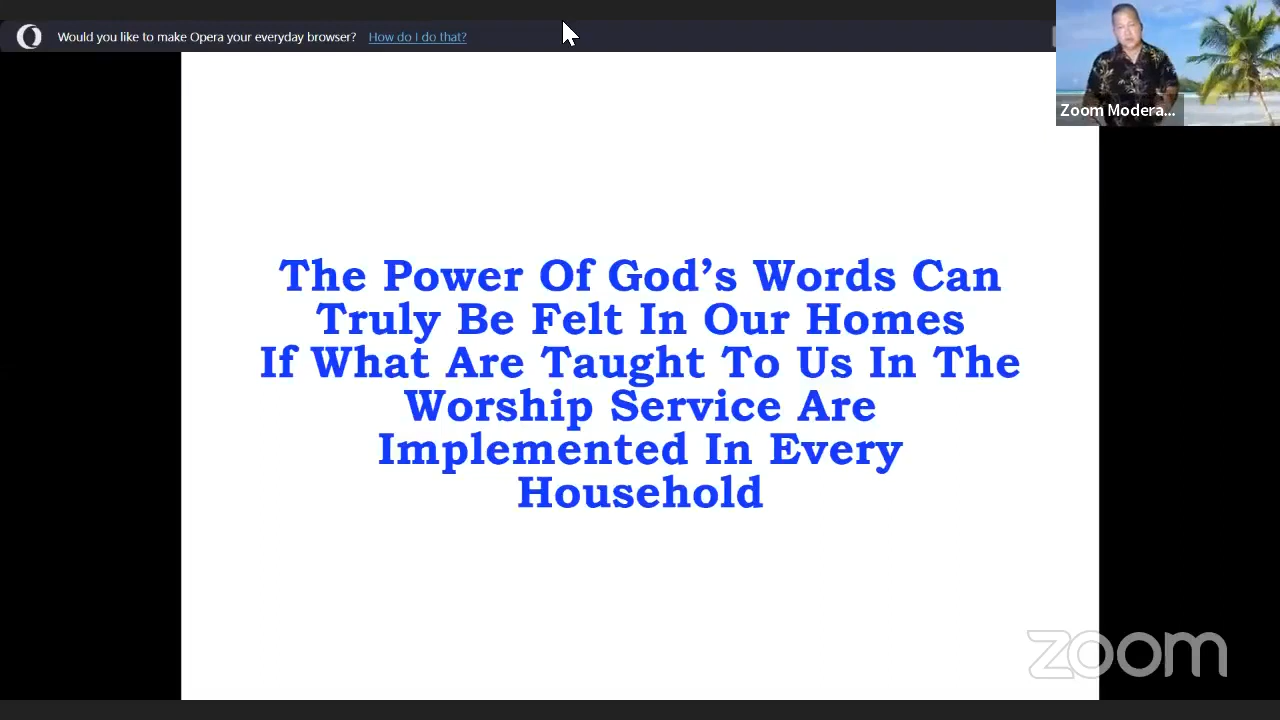 Would you like to make Opera your everyday browser? How do I do that?
Zoom Modera...
The Power Of God’s Words Can
Truly Be Felt In Our Homes
If What Are Taught To Us In The
Worship Service Are
Implemented In Every
Household
zoom